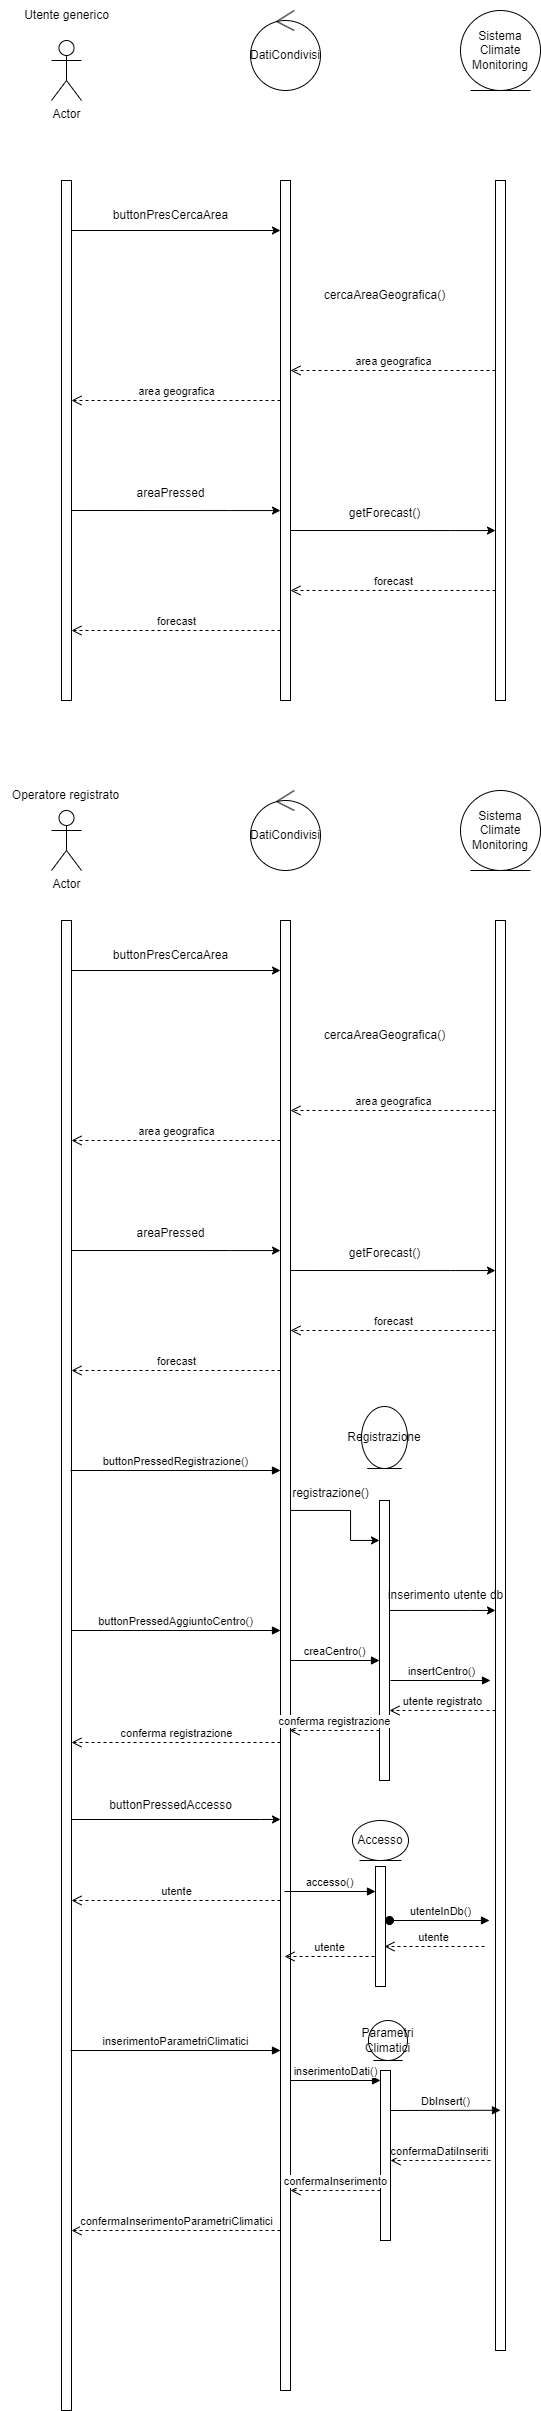 Utente generico
Actor
DatiCondivisi
Sistema
Climate
Monitoring
buttonPresCercaArea
cercaAreaGeografica()
area geografica
area geografica
areaPressed
getForecast()
forecast
forecast
Operatore registrato
Actor
DatiCondivisi
Sistema
Climate
Monitoring
buttonPresCercaArea
cercaAreaGeografica()
area geografica
area geografica
areaPressed
getForecast()
forecast
forecast
Registrazione
buttonPressedRegistrazione()
registrazione()
inserimento utente db
buttonPressedAggiuntoCentro()
creaCentro()
insertCentro()
utente registrato
conferma registrazione
conferma registrazione
buttonPressedAccesso
Accesso
accesso()
utente
utenteInDb()
utente
utente
Parametri
Climatici
inserimentoParametriClimatici
inserimentoDati()
DbInsert()
confermaDatiInseriti
confermaInserimento
confermaInserimentoParametriClimatici